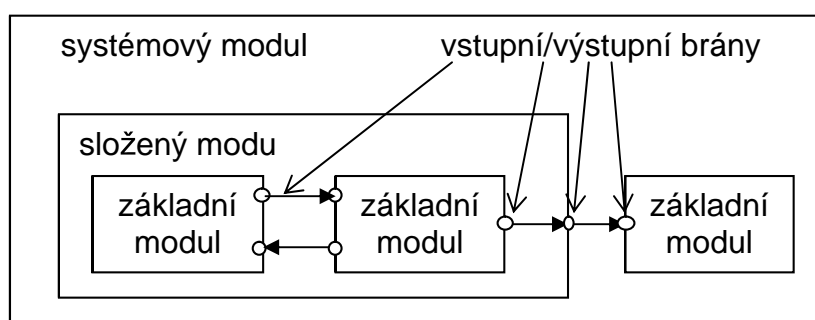 systémový modul
vstupní/výstupní brány
složený modu
základní
modul
základní
modul
základní
modul